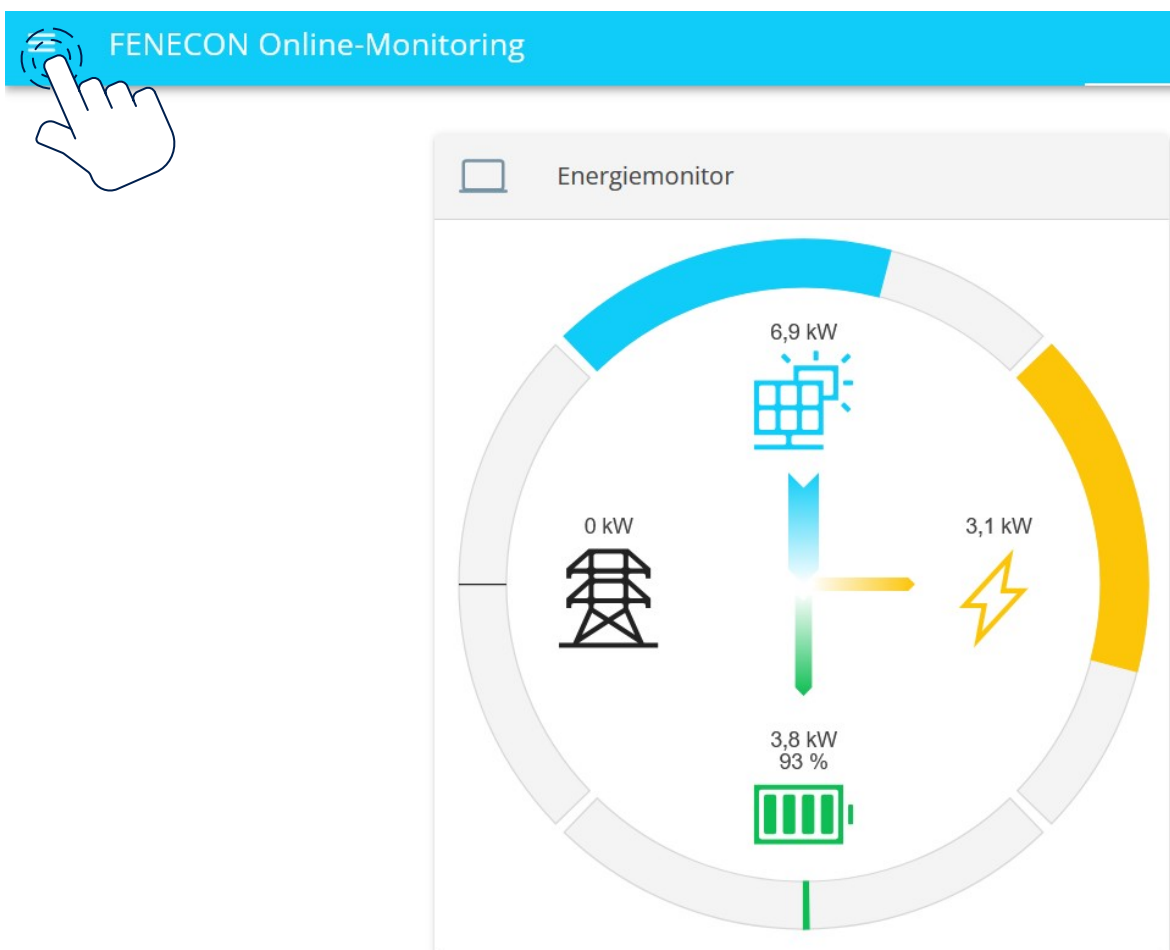 FENECON Online-Monitoring
Energiemonitor
6,9 kW
0 kW
3,1 kW
3,8 kW
93 %